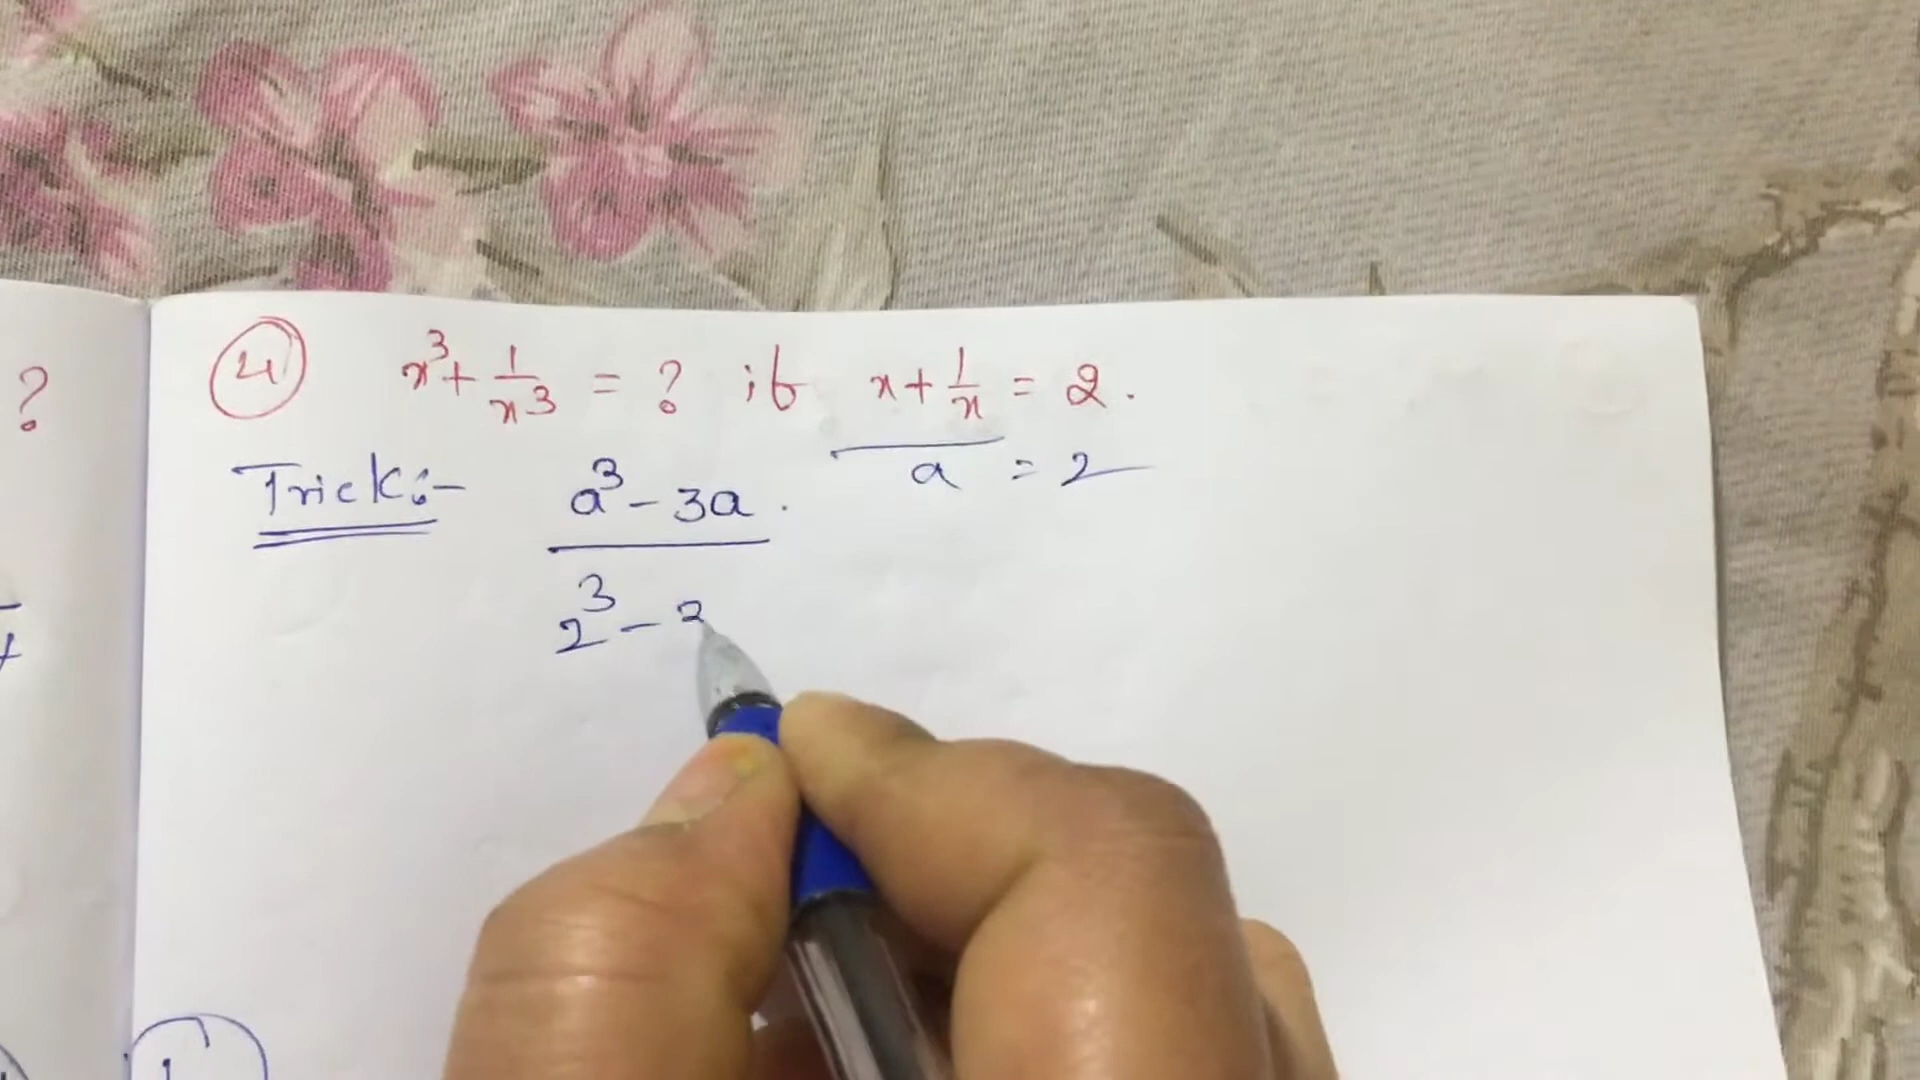 ?
4 x³ + 1/x³ = ? if x + 1/x = 2.
Trick:- a³ - 3a. a = 2
2³ - 3